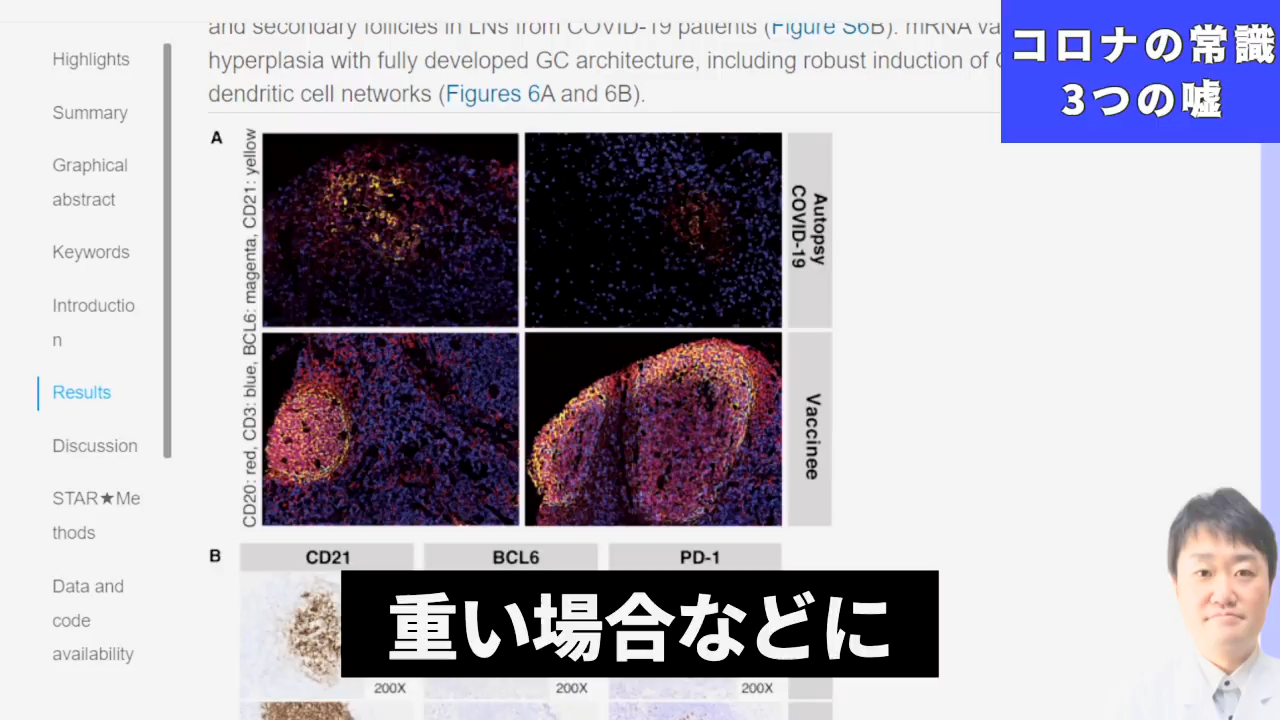 and secondary follicles in LNs from COVID-19 patients (Figure S6B). mRNA va
hyperplasia with fully developed GC architecture, including robust induction of
dendritic cell networks (Figures 6A and 6B).
コロナの常識
3つの嘘
Highlights
Summary
Graphical
abstract
Keywords
Introductio
n
Results
Discussion
STAR★Me
thods
Data and
code
availability
A
CD20: red, CD3: blue, BCL6: magenta, CD21: yellow
Autopsy
COVID-19
Vaccinee
B
CD21
BCL6
PD-1
重い場合などに
200X
200X
200X